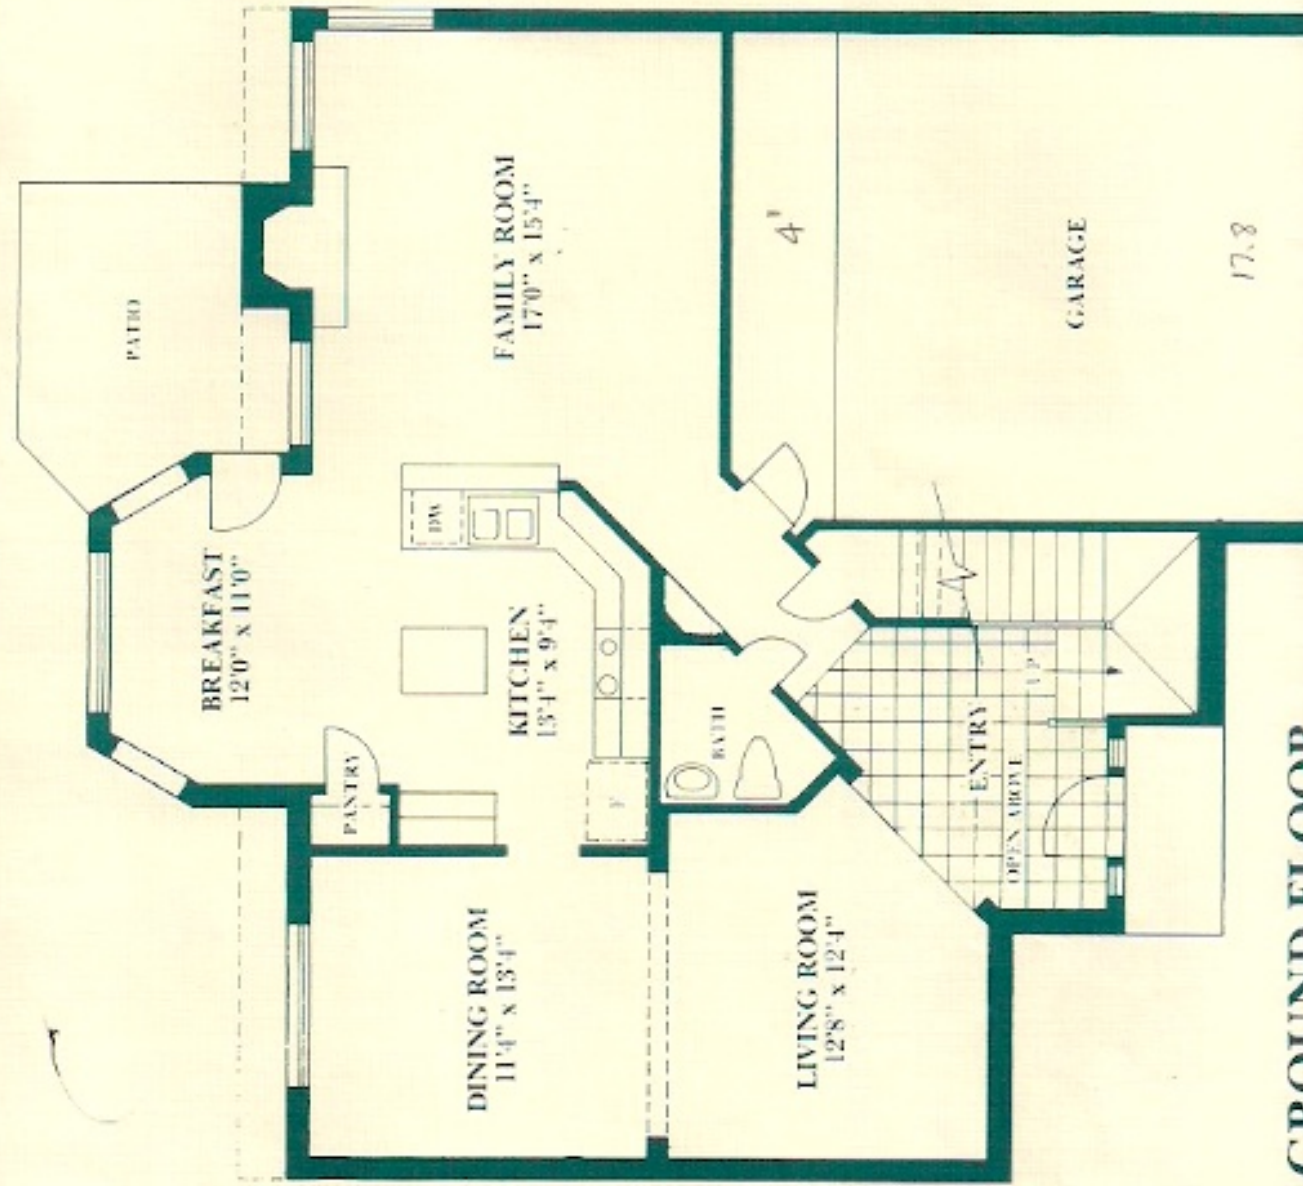 PATIO
FAMILY ROOM
17'0" x 15'4"
4'
GARAGE
17.8
BREAKFAST
12'0" x 11'0"
DW
KITCHEN
13'4" x 9'4"
PANTRY
F
BATH
UP
ENTRY
OPEN ABOVE
DINING ROOM
11'4" x 13'4"
LIVING ROOM
12'8" x 12'4"
GROUND FLOOR